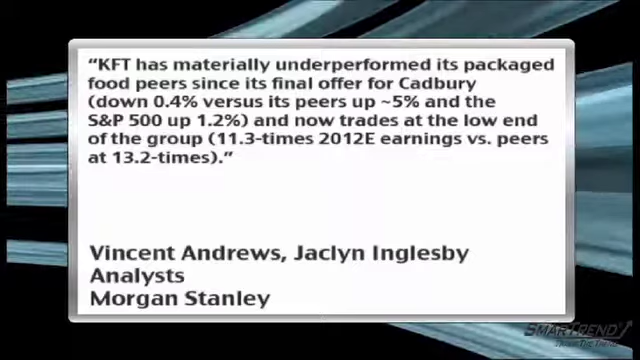 “KFT has materially underperformed its packaged
food peers since its final offer for Cadbury
(down 0.4% versus its peers up ~5% and the
S&P 500 up 1.2%) and now trades at the low end
of the group (11.3-times 2012E earnings vs. peers
at 13.2-times).”
Vincent Andrews, Jaclyn Inglesby
Analysts
Morgan Stanley
SMARTREND